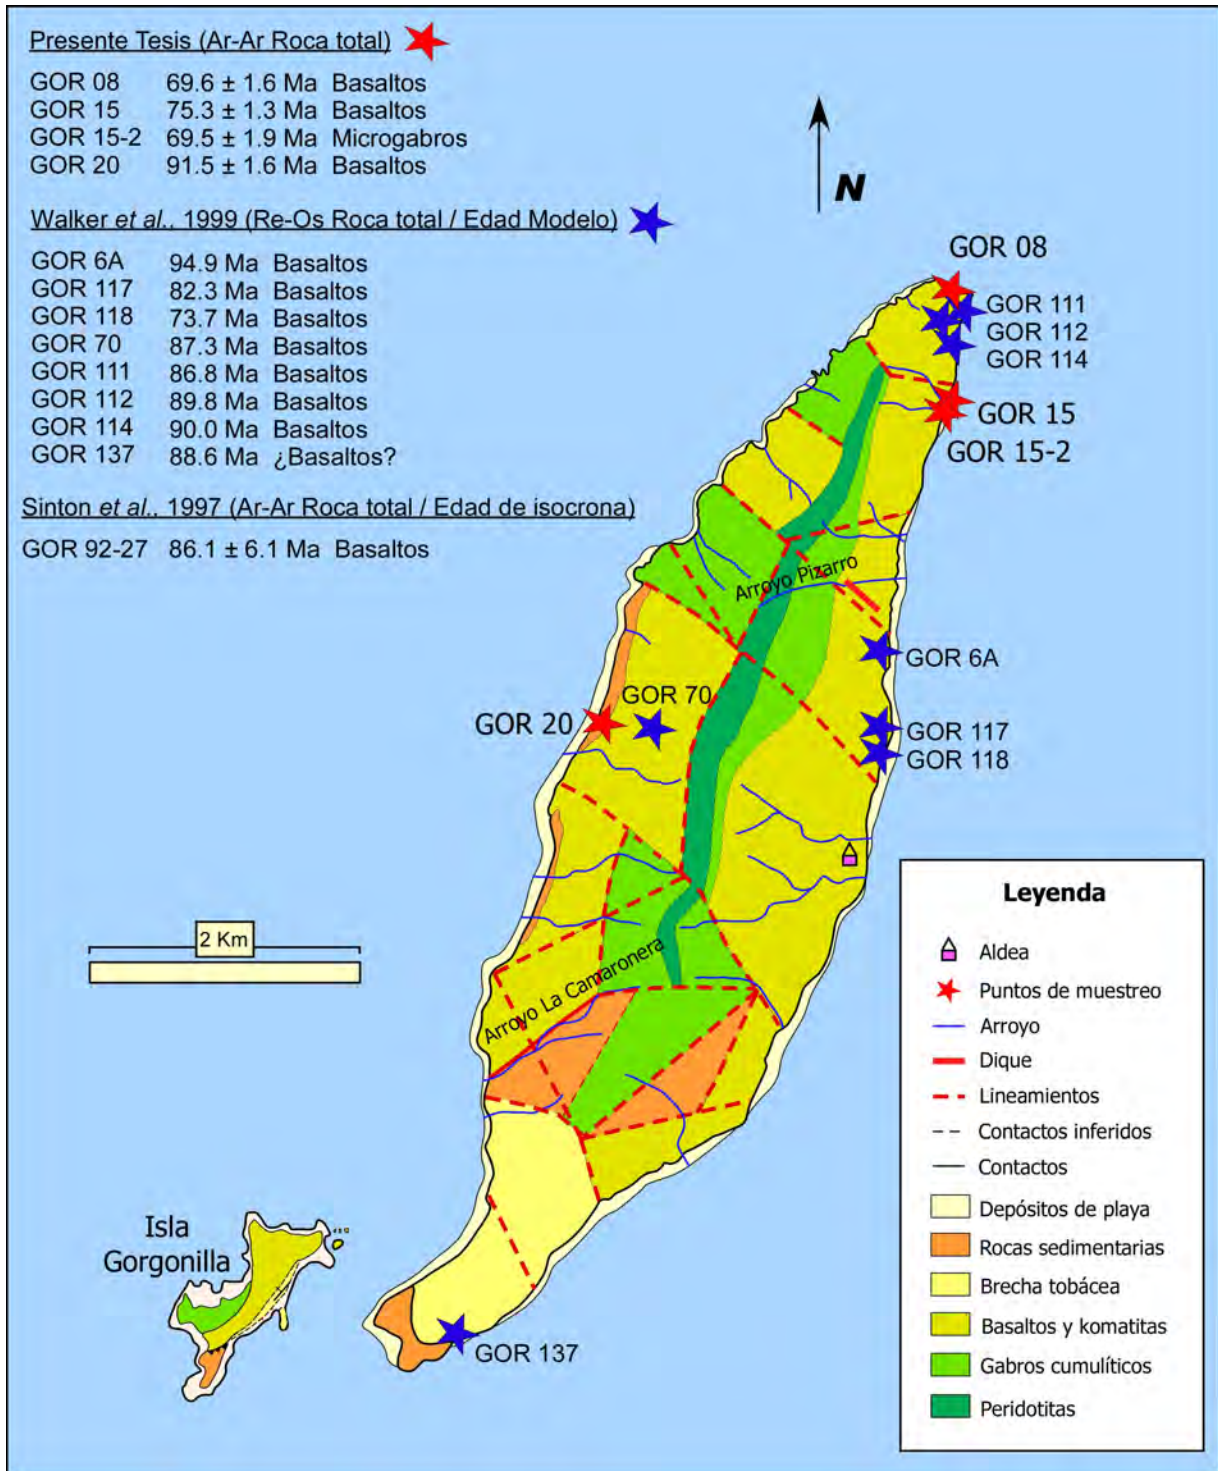 Presente Tesis (Ar-Ar Roca total)
GOR 08 69.6 ± 1.6 Ma Basaltos
GOR 15 75.3 ± 1.3 Ma Basaltos
GOR 15-2 69.5 ± 1.9 Ma Microgabros
GOR 20 91.5 ± 1.6 Ma Basaltos
Walker et al., 1999 (Re-Os Roca total / Edad Modelo)
GOR 6A 94.9 Ma Basaltos
GOR 117 82.3 Ma Basaltos
GOR 118 73.7 Ma Basaltos
GOR 70 87.3 Ma Basaltos
GOR 111 86.8 Ma Basaltos
GOR 112 89.8 Ma Basaltos
GOR 114 90.0 Ma Basaltos
GOR 137 88.6 Ma ¿Basaltos?
Sinton et al., 1997 (Ar-Ar Roca total / Edad de isocrona)
GOR 92-27 86.1 ± 6.1 Ma Basaltos
N
GOR 08
GOR 111
GOR 112
GOR 114
GOR 15
GOR 15-2
Arroyo Pizarro
GOR 6A
GOR 70
GOR 20
GOR 117
GOR 118
2 Km
Arroyo La Camaronera
Isla
Gorgonilla
GOR 137
Leyenda
Aldea
Puntos de muestreo
Arroyo
Dique
Lineamientos
Contactos inferidos
Contactos
Depósitos de playa
Rocas sedimentarias
Brecha tobácea
Basaltos y komatitas
Gabros cumulíticos
Peridotitas